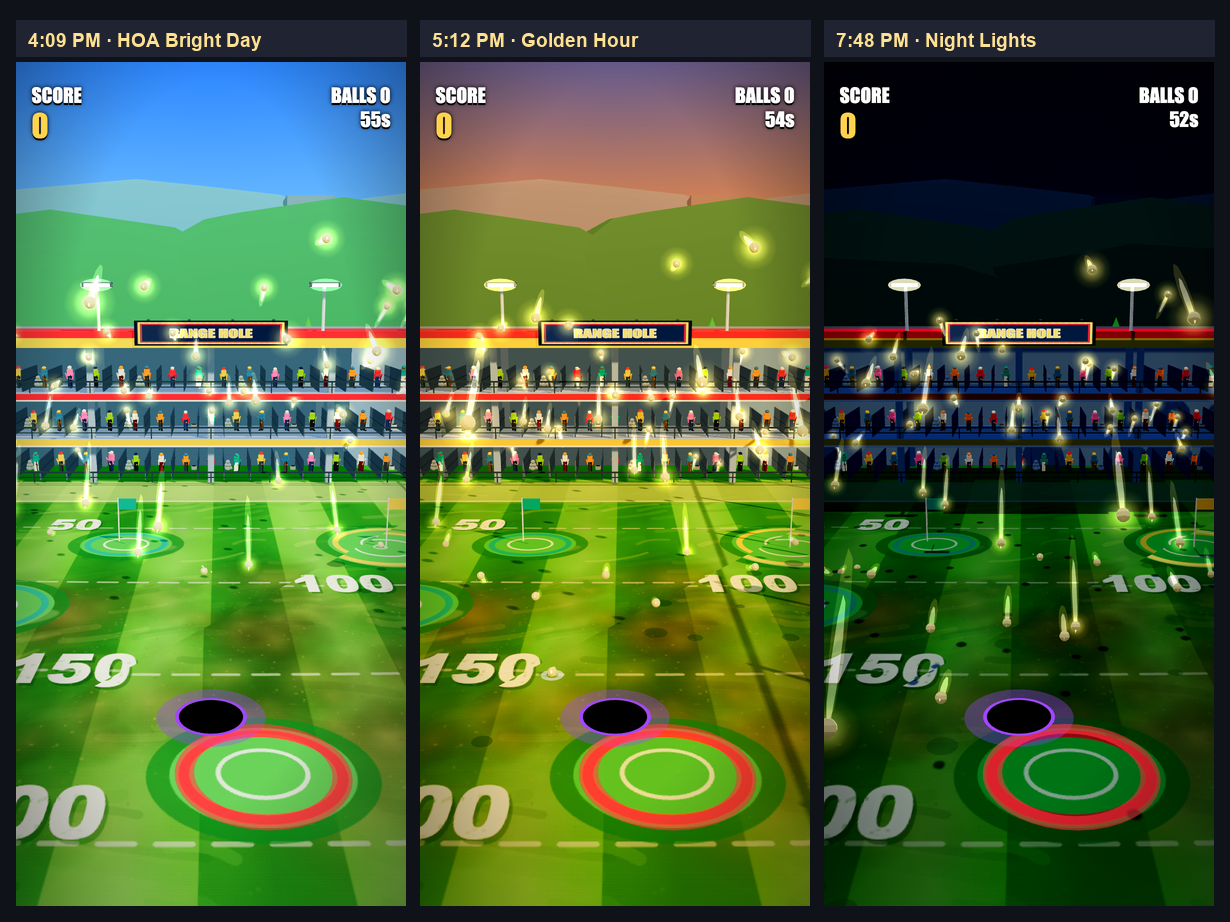 4:09 PM · HOA Bright Day
SCORE
0
BALLS 0
55s
RANGE HOLE
50
100
150
00
5:12 PM · Golden Hour
SCORE
0
BALLS 0
54s
RANGE HOLE
50
100
150
00
7:48 PM · Night Lights
SCORE
0
BALLS 0
52s
RANGE HOLE
50
100
150
00